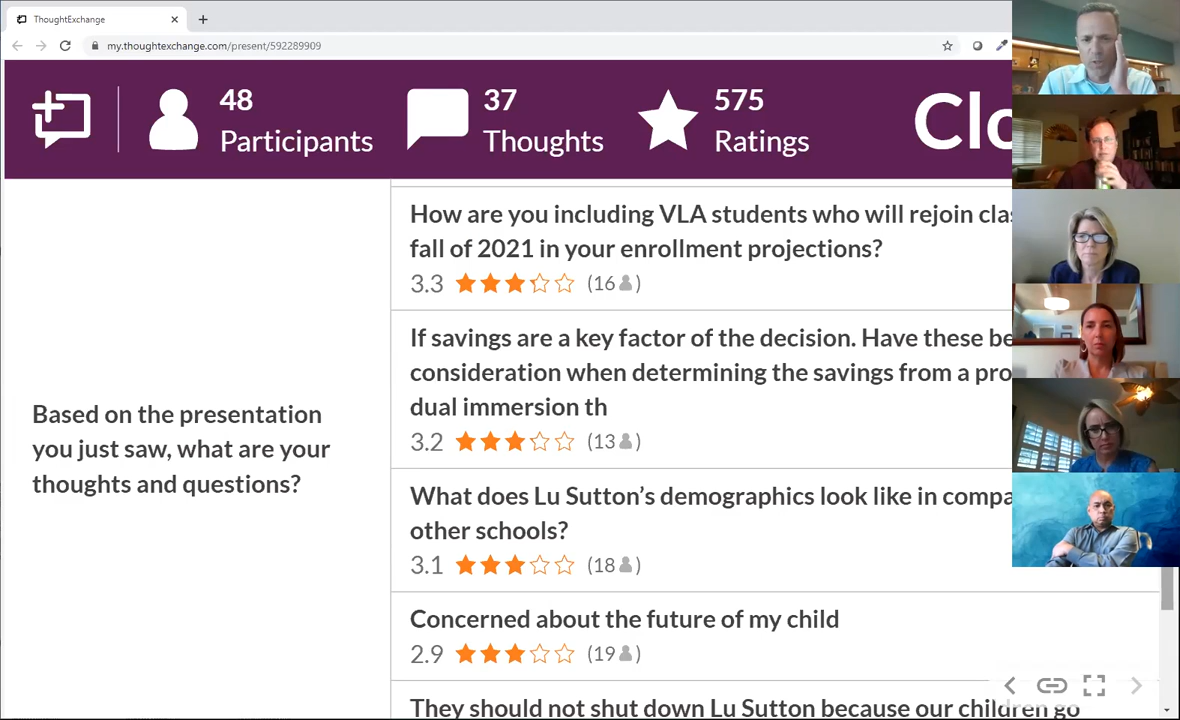 ThoughtExchange
my.thoughtexchange.com/present/592289909
48
Participants
37
Thoughts
575
Ratings
Clo
Based on the presentation
you just saw, what are your
thoughts and questions?
How are you including VLA students who will rejoin clas
fall of 2021 in your enrollment projections?
3.3 (16)
If savings are a key factor of the decision. Have these be
consideration when determining the savings from a pro
dual immersion th
3.2 (13)
What does Lu Sutton’s demographics look like in compa
other schools?
3.1 (18)
Concerned about the future of my child
2.9 (19)
They should not shut down Lu Sutton because our children go